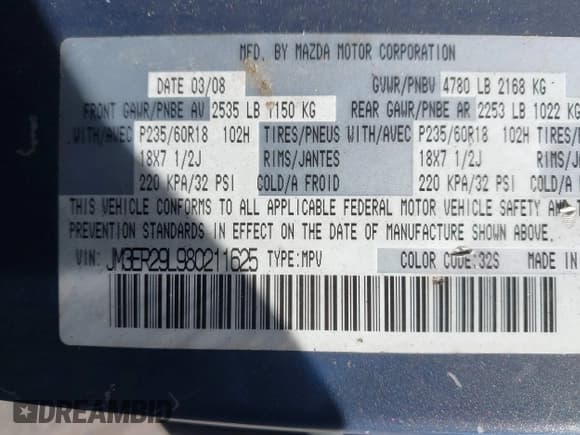 MFD. BY MAZDA MOTOR CORPORATION
DATE 03/08 GVWR/PNBV 4780 LB 2168 KG
FRONT GAWR/PNBE AV 2535 LB 1150 KG REAR GAWR/PNBE AR 2253 LB 1022 KG
WITH/AVEC P235/60R18 102H TIRES/PNEUS WITH/AVEC P235/60R18 102H TIRES/
18X7 1/2J RIMS/JANTES 18X7 1/2J RIMS/
220 KPA/32 PSI COLD/A FROID 220 KPA/32 PSI COLD/A
THIS VEHICLE CONFORMS TO ALL APPLICABLE FEDERAL MOTOR VEHICLE SAFETY AND
PREVENTION STANDARDS IN EFFECT ON THE DATE OF MANUFACTURE SHOWN ABOVE.
VIN: JM3ER29L980211625 TYPE:MPV COLOR CODE:32S MADE IN
DREAMBID